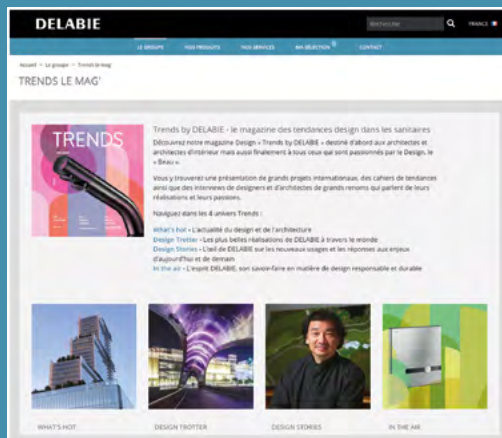 DELABIE
Recherche
FRANCE
LE GROUPE NOS PRODUITS NOS SERVICES MA SÉLECTION CONTACT
Accueil > Le groupe > Trends le mag'
TRENDS LE MAG'
TRENDS
Trends by DELABIE - le magazine des tendances design dans les sanitaires
Découvrez notre magazine Design « Trends by DELABIE » destiné d'abord aux architectes et
architectes d'intérieur mais aussi finalement à tous ceux qui sont passionnés par le Design, le
« Beau ».
Vous y trouverez une présentation de grands projets internationaux, des cahiers de tendances
ainsi que des interviews de designers et d'architectes de grands renoms qui parlent de leurs
réalisations et leurs passions.
Naviguez dans les 4 univers Trends :
What's hot - L'actualité du design et de l'architecture
Design Trotter - Les plus belles réalisations de DELABIE à travers le monde
Design Stories - L'œil de DELABIE sur les nouveaux usages et les réponses aux enjeux
d'aujourd'hui et de demain
In the air - L'esprit DELABIE, son savoir-faire en matière de design responsable et durable
WHAT'S HOT
DESIGN TROTTER
DESIGN STORIES
IN THE AIR